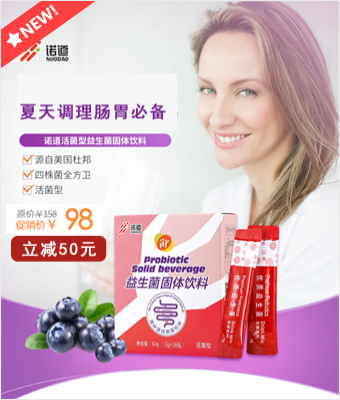 NEW!
诺道
NUODAO
夏天调理肠胃必备
诺道活菌型益生菌固体饮料
源自美国杜邦
四株菌全方卫
活菌型
原价￥158
促销价￥ 98
立减50元
诺道
Probiotic
Solid beverage
益生菌固体饮料
活菌型